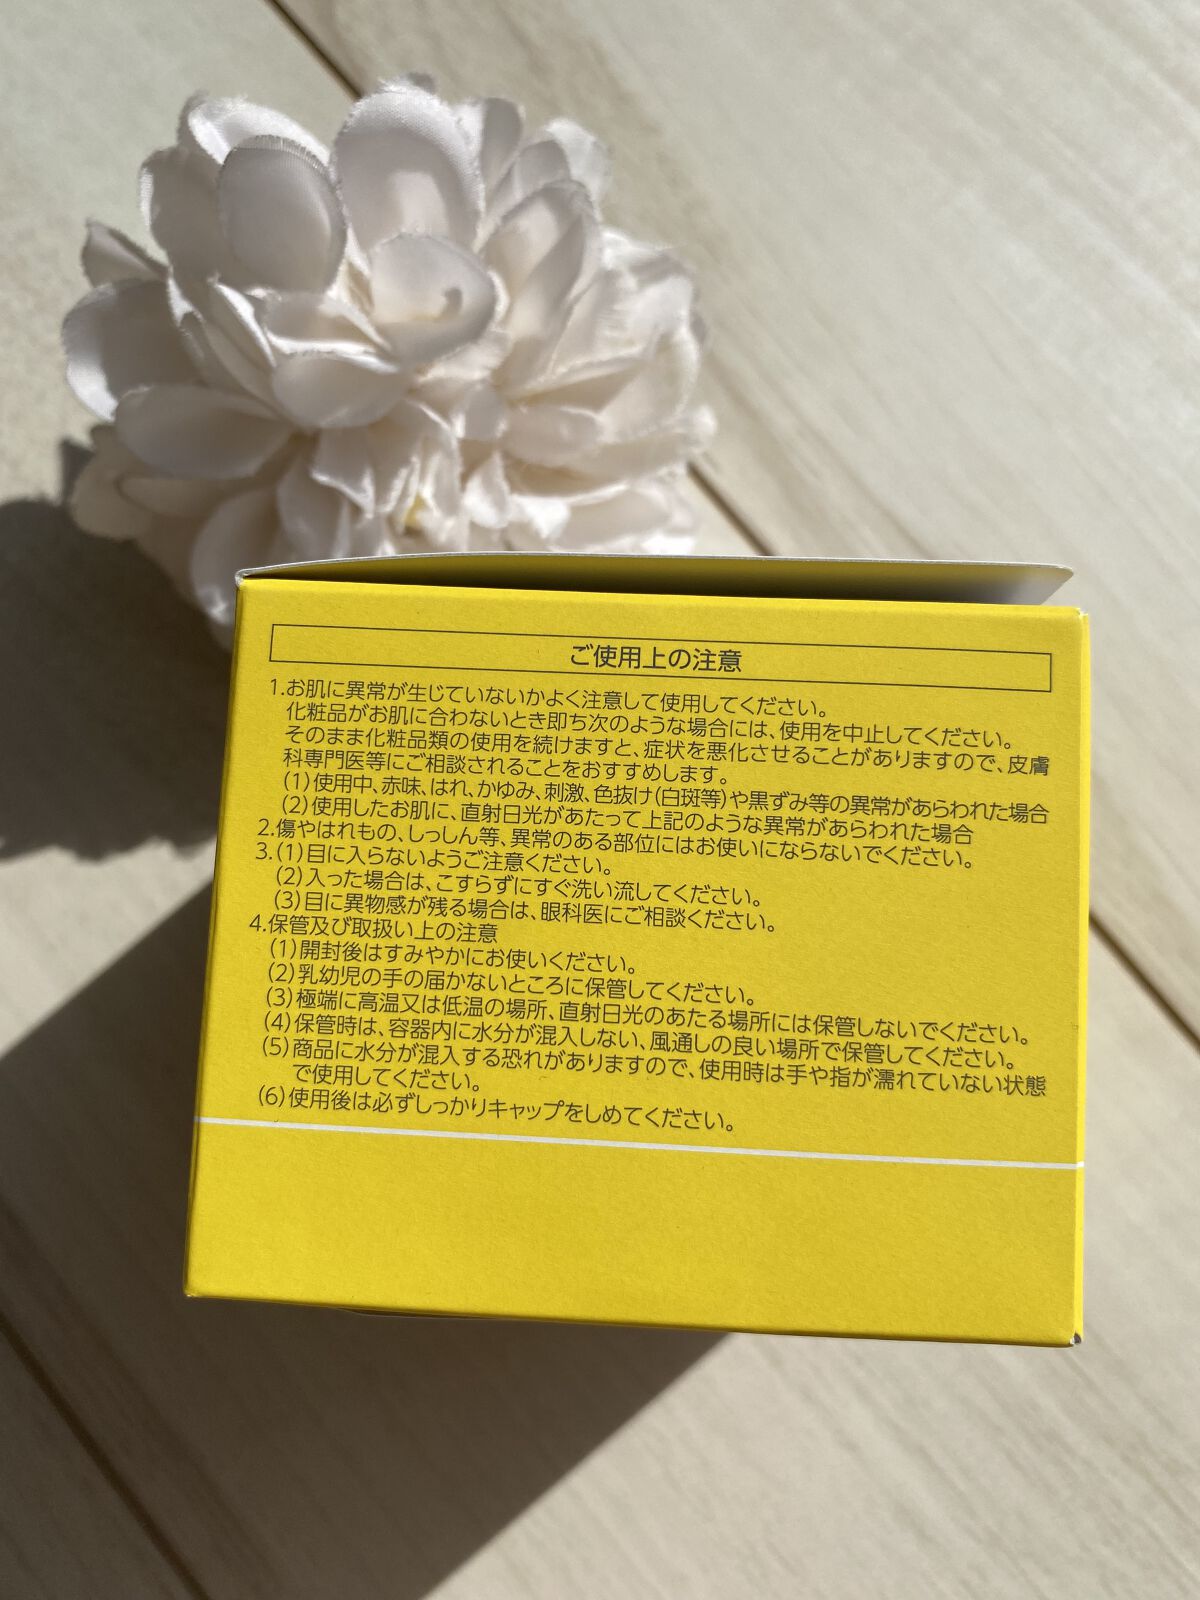 ご使用上の注意
1.お肌に異常が生じていないかよく注意して使用してください。
化粧品がお肌に合わないとき即ち次のような場合には、使用を中止してください。
そのまま化粧品類の使用を続けますと、症状を悪化させることがありますので、皮膚
科専門医等にご相談されることをおすすめします。
(1)使用中、赤味、はれ、かゆみ、刺激、色抜け(白斑等)や黒ずみ等の異常があらわれた場合
(2)使用したお肌に、直射日光があたって上記のような異常があらわれた場合
2.傷やはれもの、しっしん等、異常のある部位にはお使いにならないでください。
3.(1)目に入らないようご注意ください。
(2)入った場合は、こすらずにすぐ洗い流してください。
(3)目に異物感が残る場合は、眼科医にご相談ください。
4.保管及び取扱い上の注意
(1)開封後はすみやかにお使いください。
(2)乳幼児の手の届かないところに保管してください。
(3)極端に高温又は低温の場所、直射日光のあたる場所には保管しないでください。
(4)保管時は、容器内に水分が混入しない、風通しの良い場所で保管してください。
(5)商品に水分が混入する恐れがありますので、使用時は手や指が濡れていない状態
で使用してください。
(6)使用後は必ずしっかりキャップをしめてください。